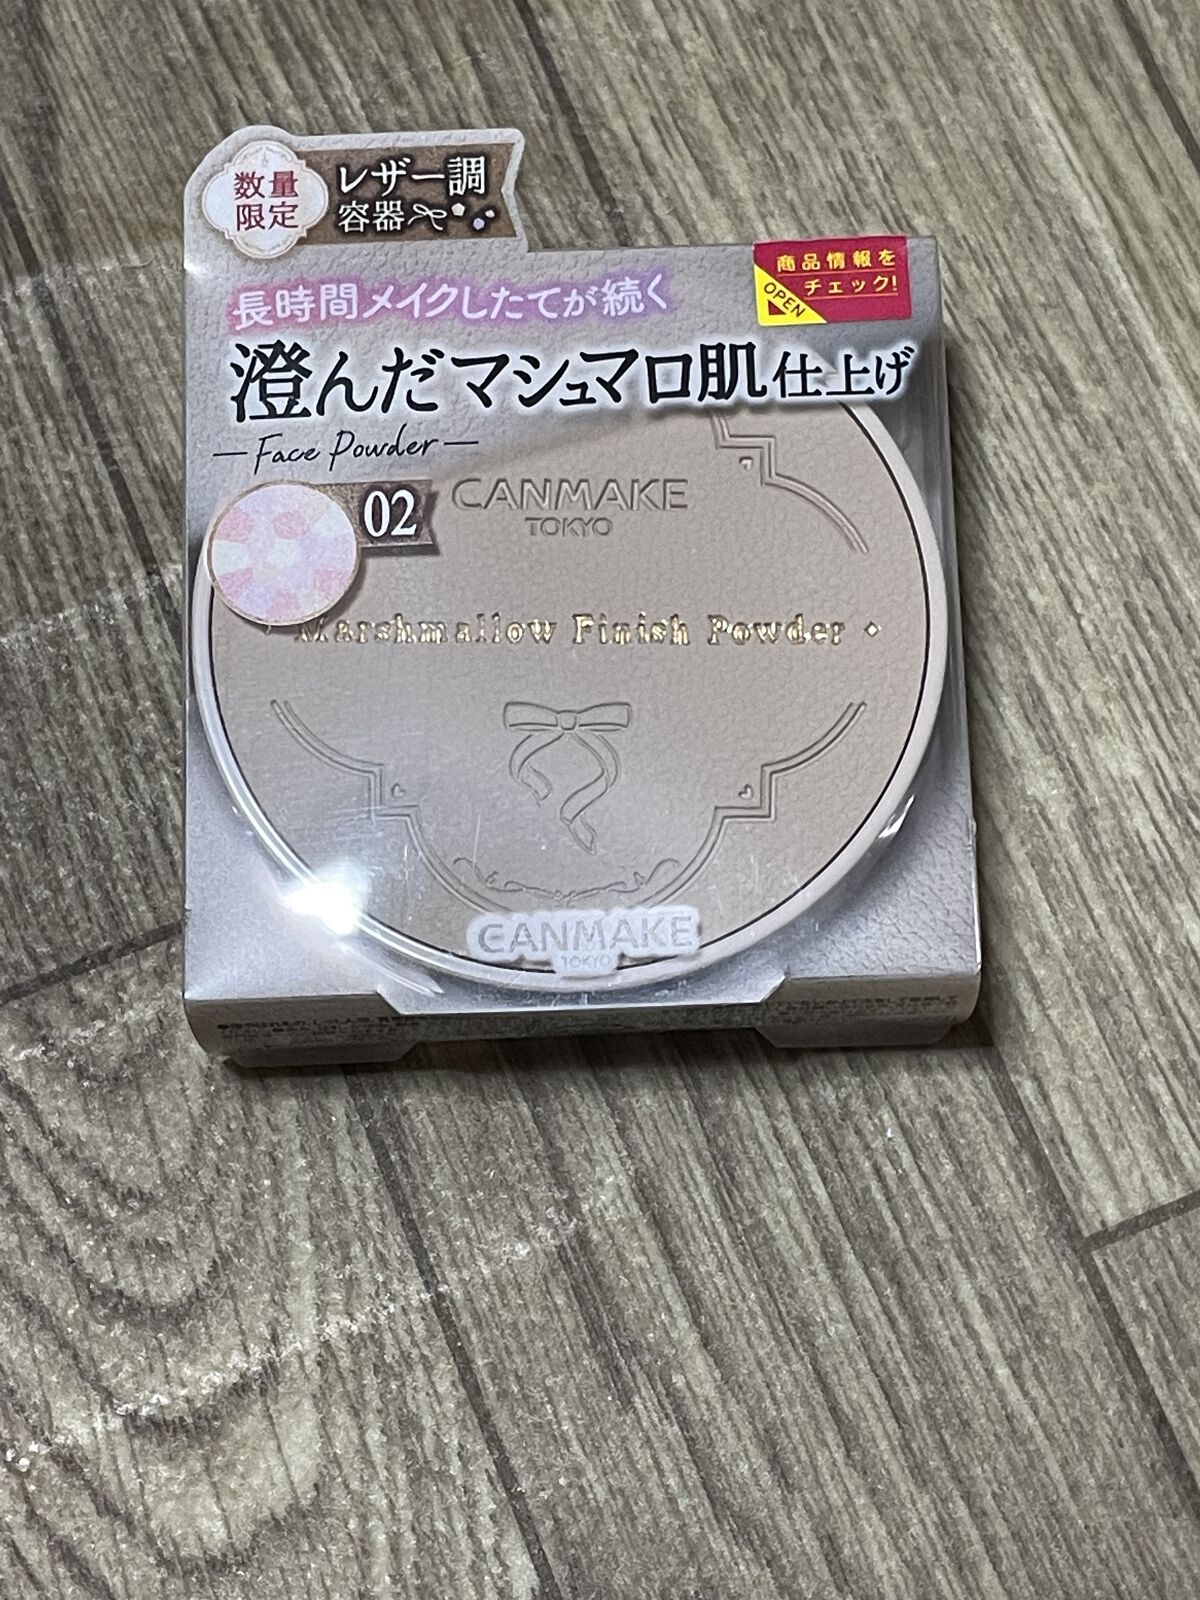 数量
限定
レザー調
容器
商品情報を
チェック!
OPEN
長時間メイクしたてが続く
澄んだマシュマロ肌仕上げ
Face Powder
02
CANMAKE
TOKYO
Marshmallow Finish Powder
CANMAKE
TOKYO